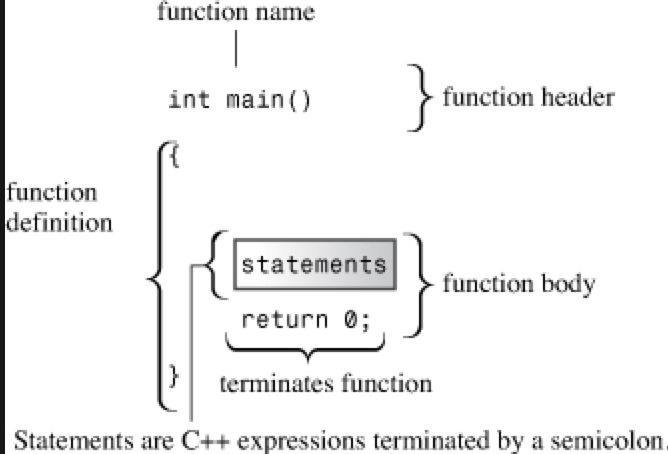 function name
int main()
function header
{
function
definition
statements
function body
return 0;
}
terminates function
Statements are C++ expressions terminated by a semicolon.